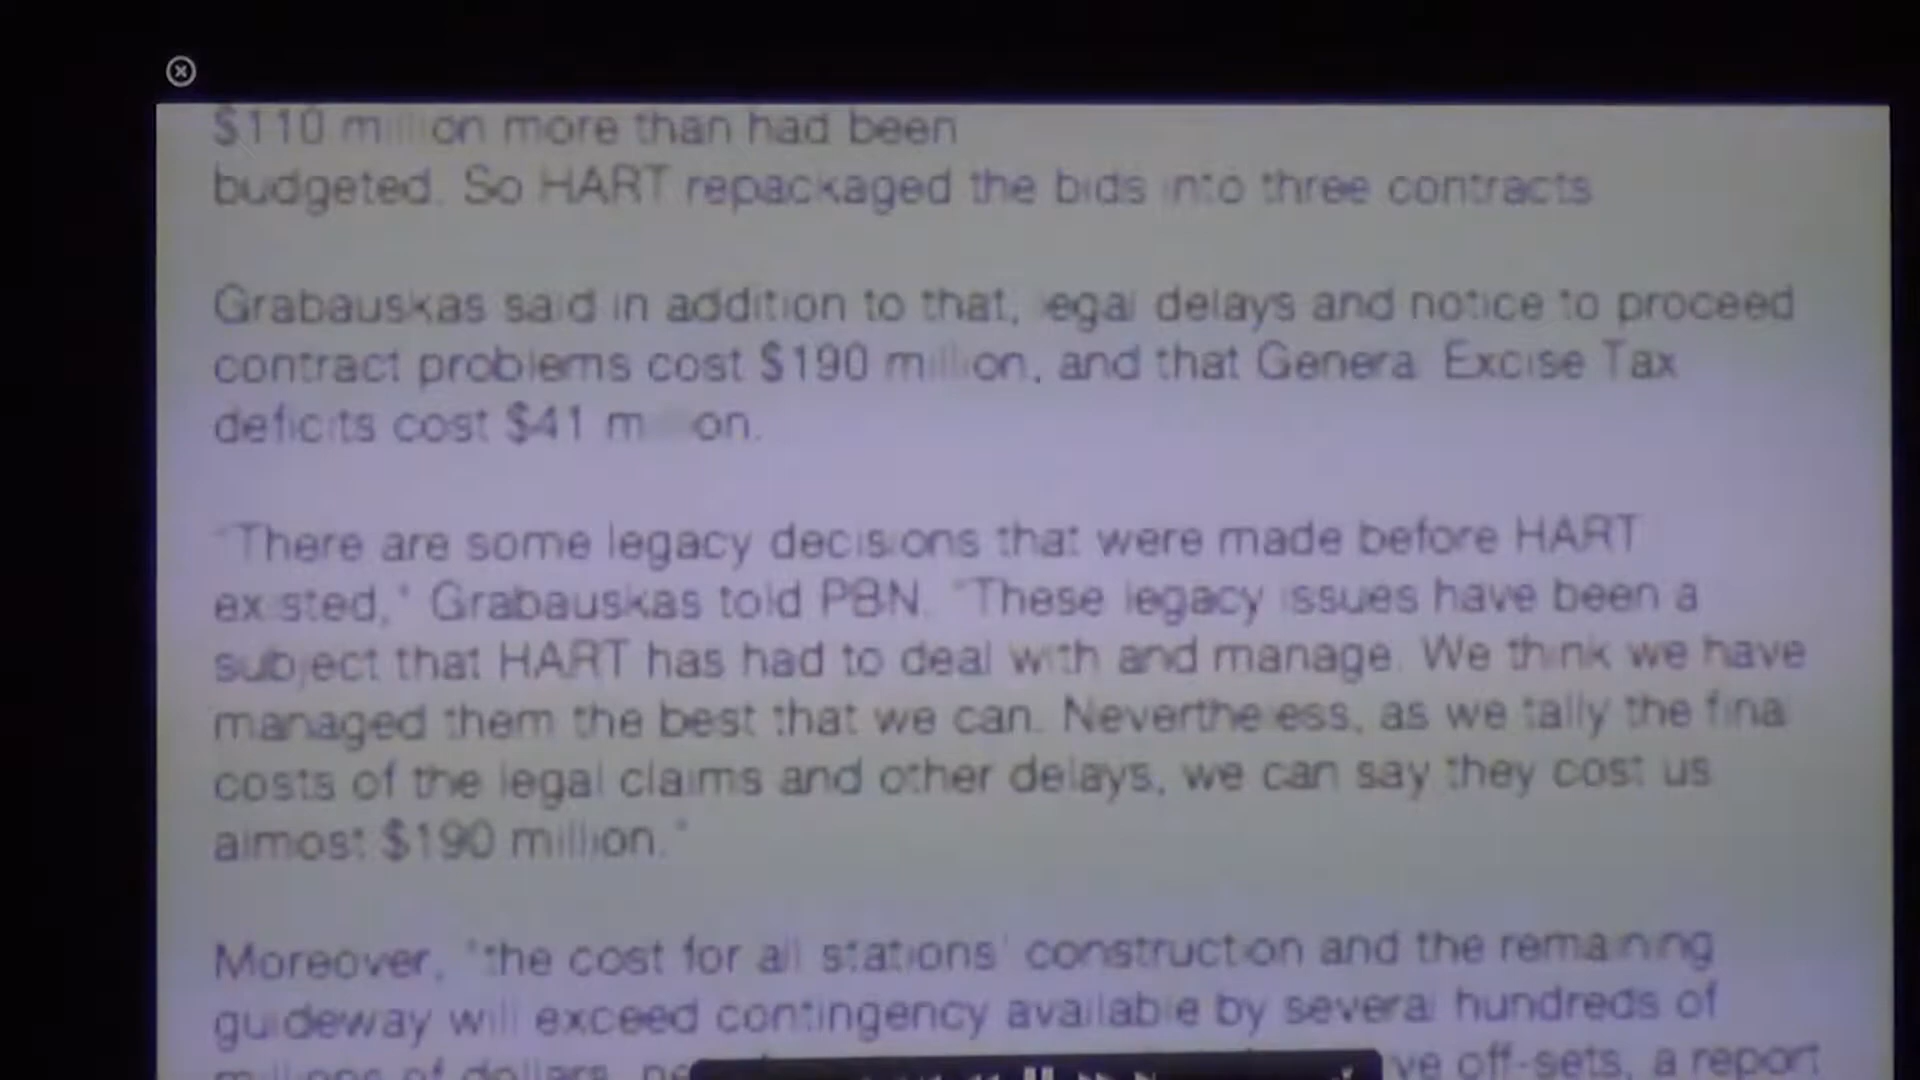 $110 million more than had been
budgeted. So HART repackaged the bids into three contracts
Grabauskas said in addition to that, legal delays and notice to proceed
contract problems cost $190 million, and that General Excise Tax
deficits cost $41 million.
"There are some legacy decisions that were made before HART
existed," Grabauskas told PBN. "These legacy issues have been a
subject that HART has had to deal with and manage. We think we have
managed them the best that we can. Nevertheless, as we tally the final
costs of the legal claims and other delays, we can say they cost us
almost $190 million."
Moreover, "the cost for all stations' construction and the remaining
guideway will exceed contingency available by several hundreds of
millions of dollars, off-sets, a report